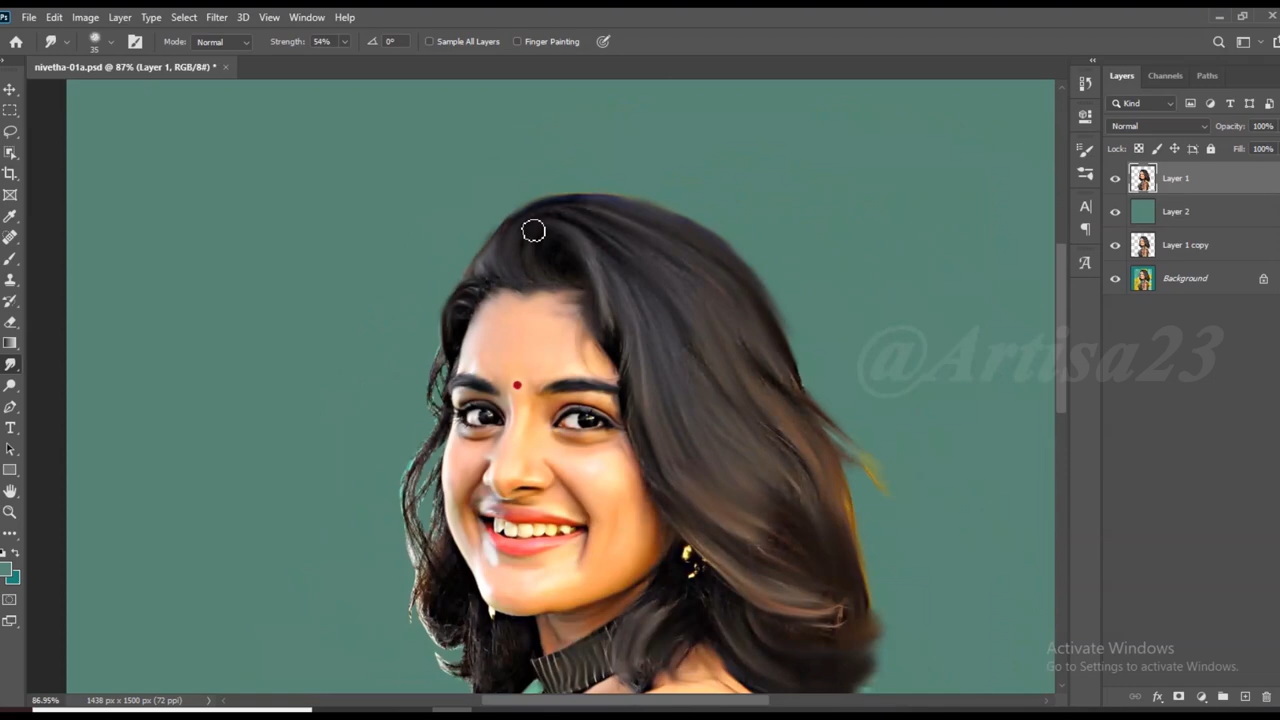 Ps File Edit Image Layer Type Select Filter 3D View Window Help
35 Mode: Normal Strength: 54% 0° Sample All Layers Finger Painting
nivetha-01a.psd @ 87% (Layer 1, RGB/8#) * ×
Layers Channels Paths
Kind
Normal Opacity: 100%
Lock: Fill: 100%
Layer 1
Layer 2
Layer 1 copy
Background
@Artisa23
Activate Windows
Go to Settings to activate Windows.
86.95% 1438 px x 1500 px (72 ppi)